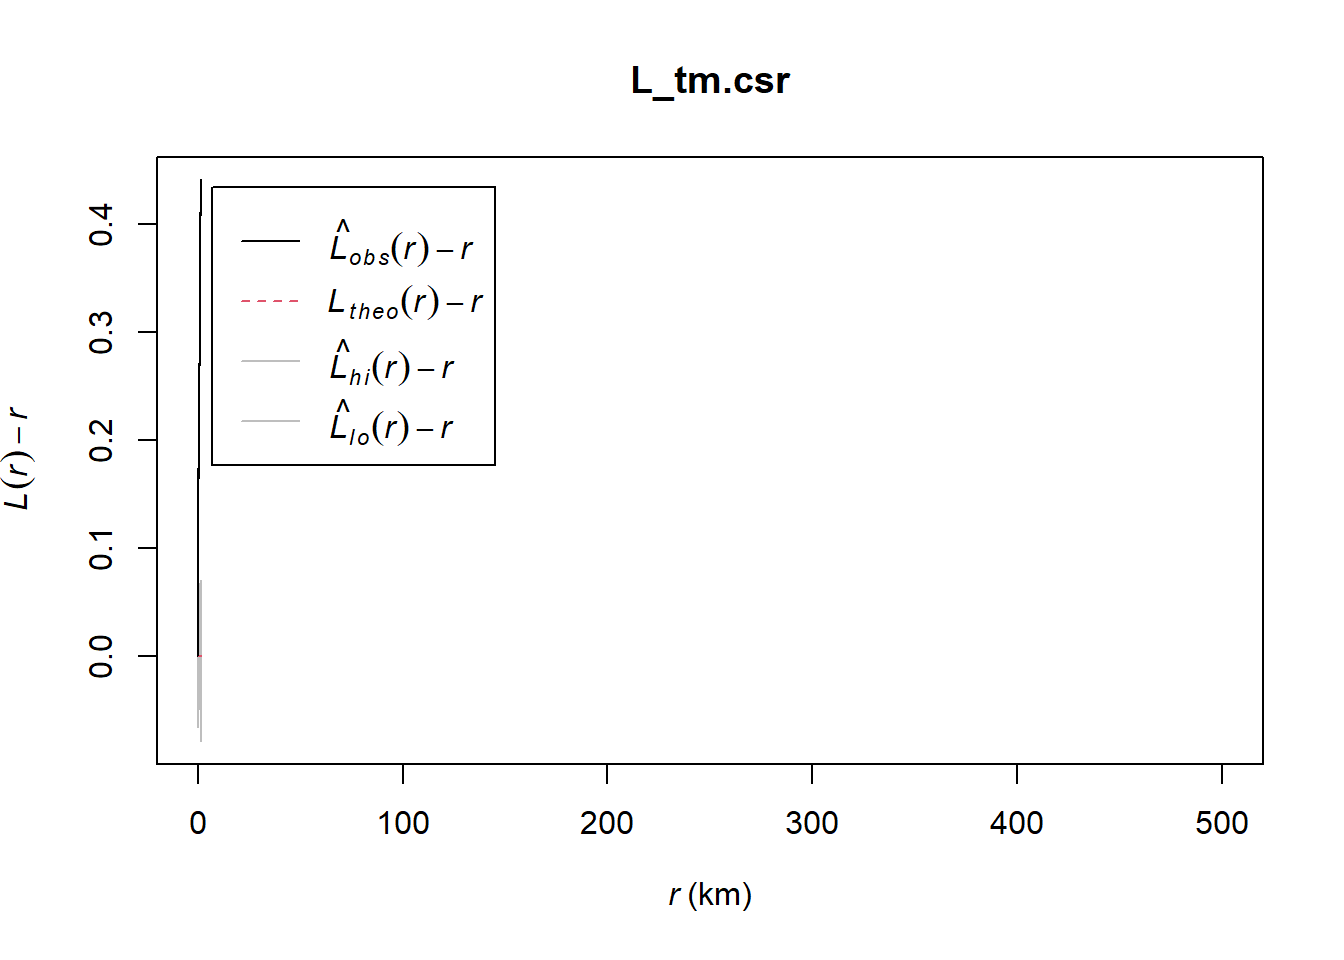 L_tm.csr
L(r) − r
0.4
0.3
0.2
0.1
0.0
L̂obs(r) − r
Ltheo(r) − r
L̂hi(r) − r
L̂lo(r) − r
0 100 200 300 400 500
r (km)